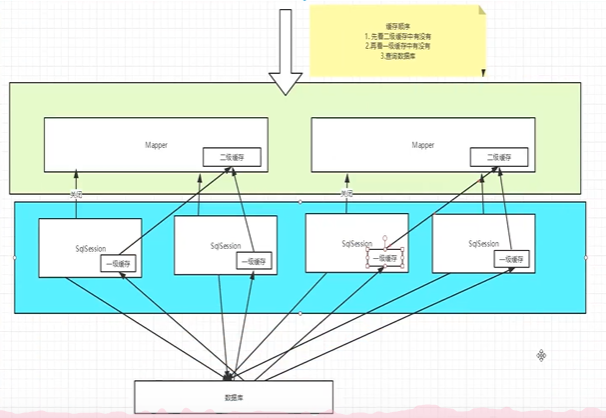 缓存顺序
1. 先看二级缓存中有没有
2.再看一级缓存中有没有
3.查询数据库
Mapper
二级缓存
Mapper
二级缓存
关闭
关闭
SqlSession
一级缓存
SqlSession
一级缓存
SqlSession
一级缓存
SqlSession
一级缓存
数据库